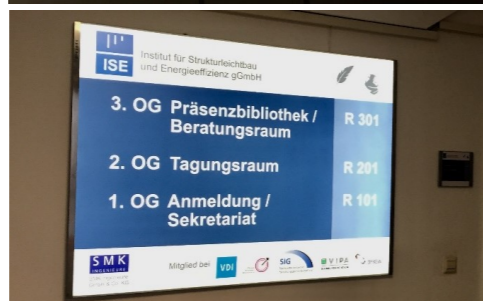 ISE
Institut für Strukturleichtbau
und Energieeffizienz gGmbH
3. OG Präsenzbibliothek / R 301
Beratungsraum
2. OG Tagungsraum R 201
1. OG Anmeldung / R 101
Sekretariat
SMK
INGENIEURE
Mitglied bei VDI SIG VIPA